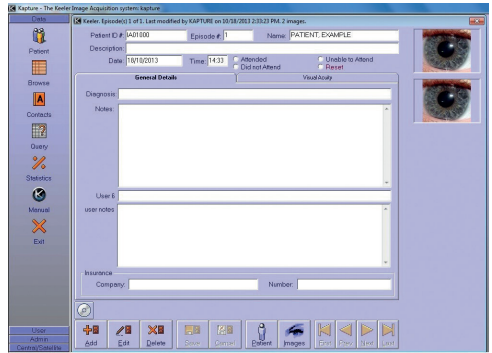 Kapture - The Keeler Image Acquisition system kapture
Data
Keeler. Episode(s) 1 of 1. Last modified by KAPTURE on 10/18/2013 2:33:23 PM. 2 images.
Patient ID #: IA01000 Episode #: 1 Name: PATIENT, EXAMPLE
Description:
Date: 18/10/2013 Time: 14:33 Attended Unable to Attend
Did not Attend Reset
Patient
Browse
Contacts
Query
Statistics
Manual
Exit
General Details Visual Acuity
Diagnosis:
Notes:
User 6
user notes
Insurance
Company: Number:
User
Admin
Central/Satellite
Add Edit Delete Save Cancel Patient Images First Prev. Next Last